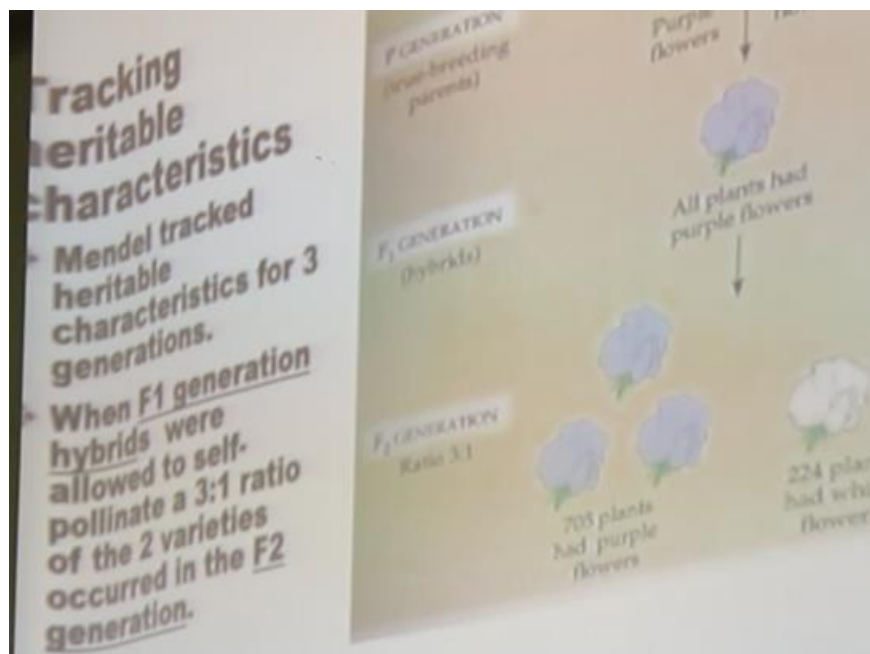 Tracking
heritable
characteristics
Mendel tracked
heritable
characteristics for 3
generations.
When F1 generation
hybrids were
allowed to self-
pollinate a 3:1 ratio
of the 2 varieties
occurred in the F2
generation.
P GENERATION
(true-breeding
parents)
Purple
flowers
All plants had
purple flowers
F₁ GENERATION
(hybrids)
F₂ GENERATION
Ratio 3:1
705 plants
had purple
flowers
224 plan
had whi
flower